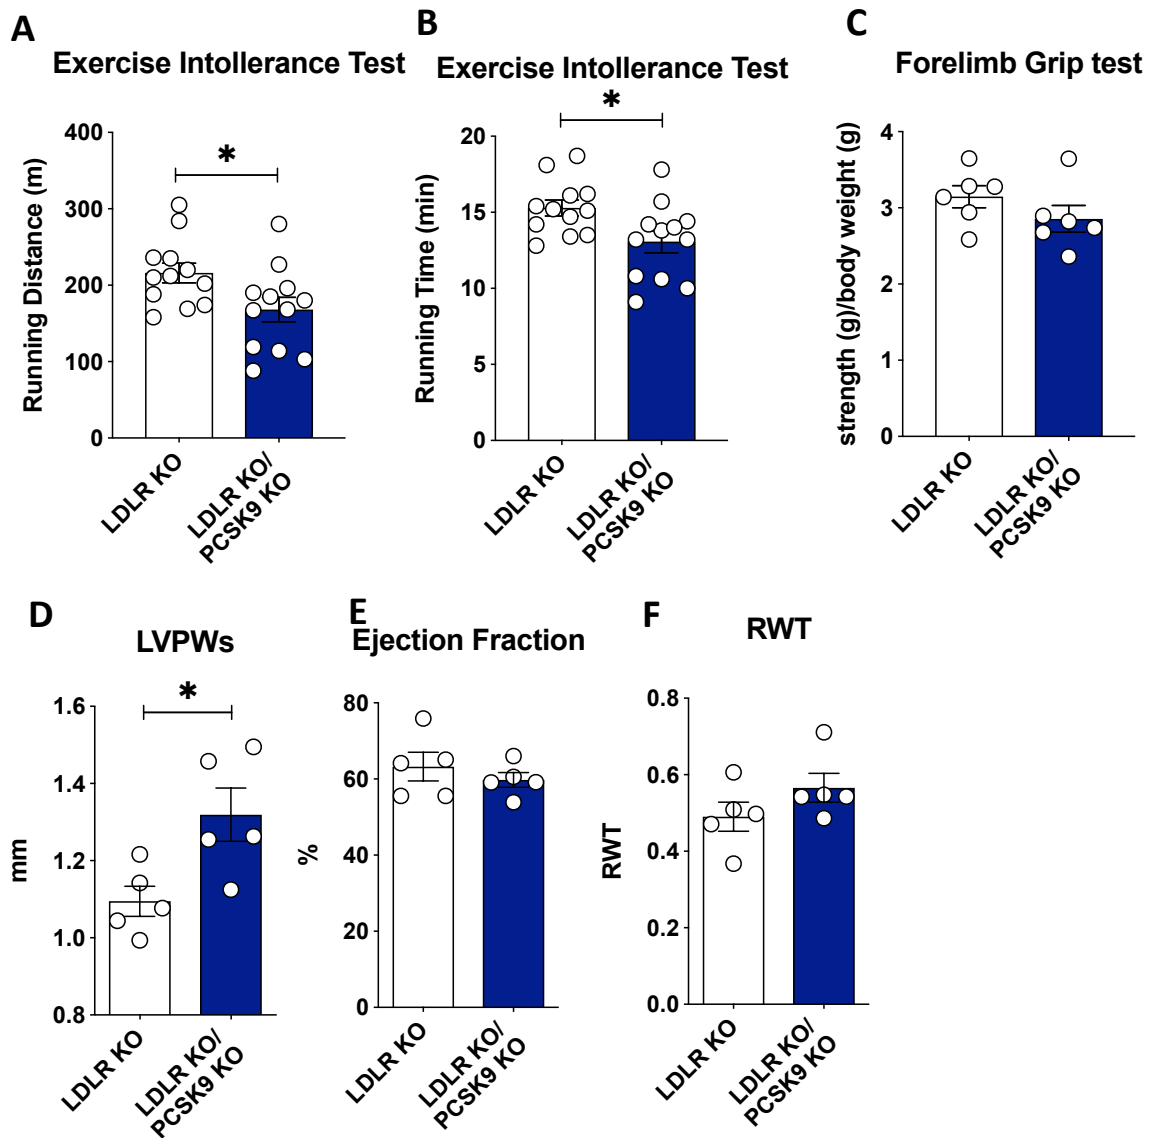 A
Exercise Intollerance Test
*
Running Distance (m)
400
300
200
100
0
LDLR KO
LDLR KO/
PCSK9 KO
B
Exercise Intollerance Test
*
Running Time (min)
20
15
10
5
0
LDLR KO
LDLR KO/
PCSK9 KO
C
Forelimb Grip test
strength (g)/body weight (g)
4
3
2
1
0
LDLR KO
LDLR KO/
PCSK9 KO
D
LVPWs
*
mm
1.6
1.4
1.2
1.0
0.8
LDLR KO
LDLR KO/
PCSK9 KO
E
Ejection Fraction
%
80
60
40
20
0
LDLR KO
LDLR KO/
PCSK9 KO
F
RWT
RWT
0.8
0.6
0.4
0.2
0.0
LDLR KO
LDLR KO/
PCSK9 KO